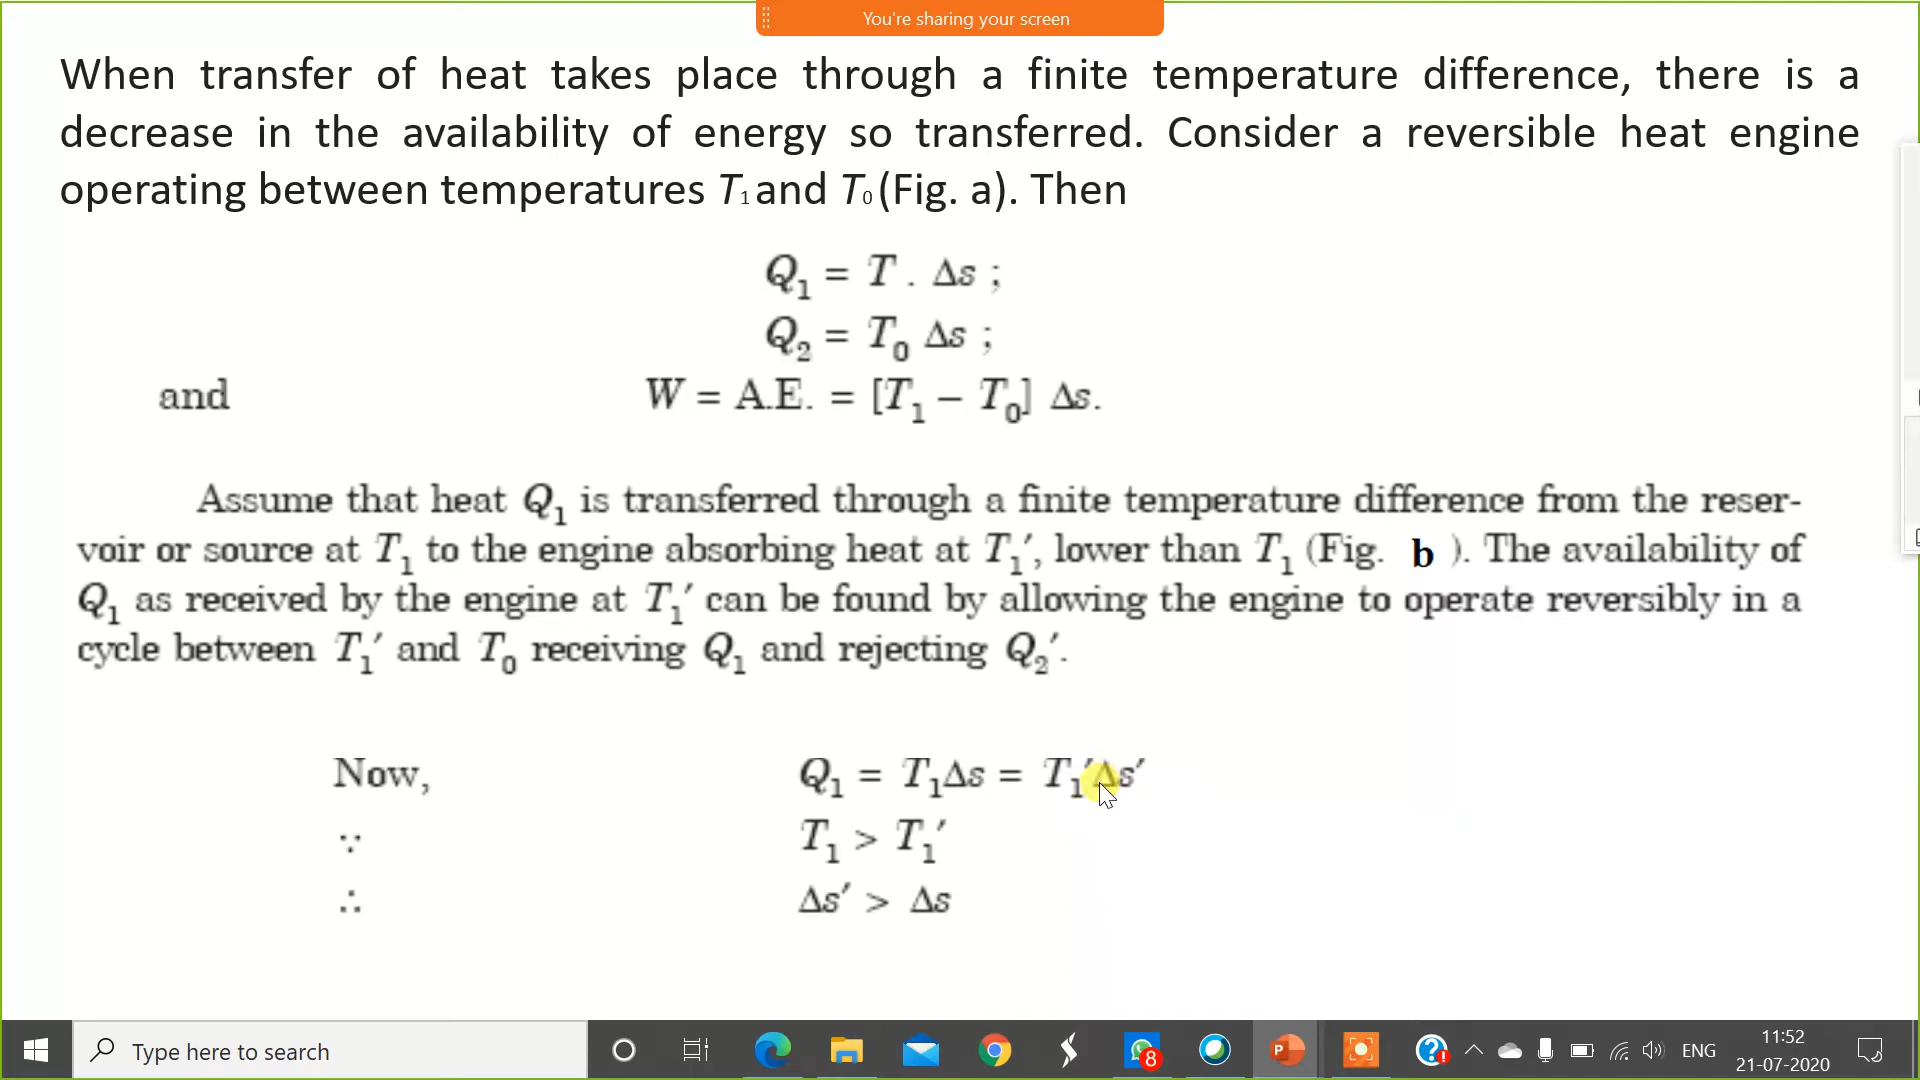 You're sharing your screen
When transfer of heat takes place through a finite temperature difference, there is a
decrease in the availability of energy so transferred. Consider a reversible heat engine
operating between temperatures T₁ and T₀ (Fig. a). Then
Q₁ = T . Δs ;
Q₂ = T₀ Δs ;
and W = A.E. = [T₁ – T₀] Δs.
Assume that heat Q₁ is transferred through a finite temperature difference from the reser-
voir or source at T₁ to the engine absorbing heat at T₁′, lower than T₁ (Fig. b ). The availability of
Q₁ as received by the engine at T₁′ can be found by allowing the engine to operate reversibly in a
cycle between T₁′ and T₀ receiving Q₁ and rejecting Q₂′.
Now, Q₁ = T₁Δs = T₁′Δs′
∵ T₁ > T₁′
∴ Δs′ > Δs
Type here to search
8
ENG
11:52
21-07-2020